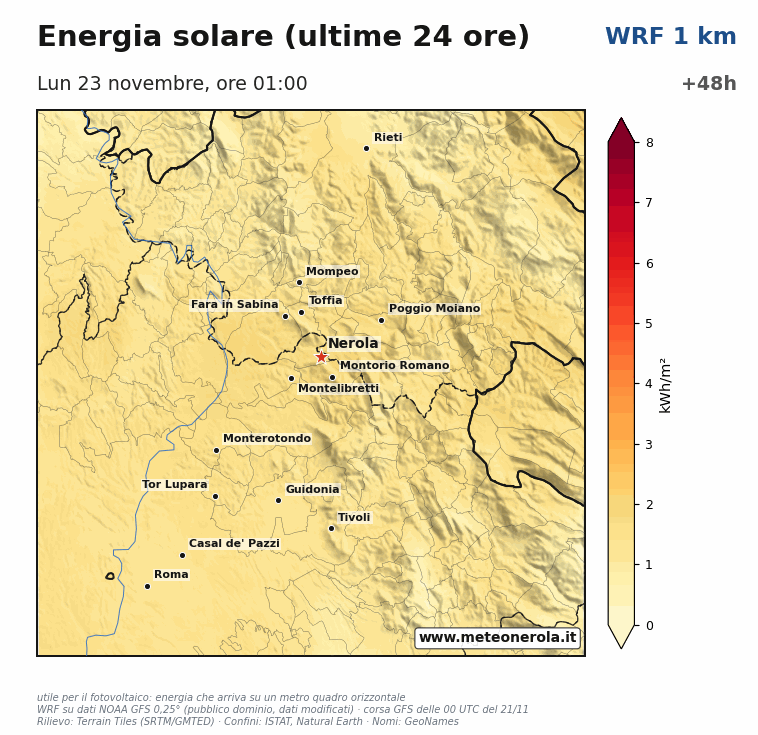 Energia solare (ultime 24 ore)
WRF 1 km
Lun 23 novembre, ore 01:00
+48h
Rieti
Mompeo
Toffia
Fara in Sabina
Poggio Moiano
Nerola
Montorio Romano
Montelibretti
Monterotondo
Tor Lupara
Guidonia
Tivoli
Casal de' Pazzi
Roma
www.meteonerola.it
8
7
6
5
4
3
2
1
0
kWh/m²
utile per il fotovoltaico: energia che arriva su un metro quadro orizzontale
WRF su dati NOAA GFS 0,25° (pubblico dominio, dati modificati) · corsa GFS delle 00 UTC del 21/11
Rilievo: Terrain Tiles (SRTM/GMTED) · Confini: ISTAT, Natural Earth · Nomi: GeoNames